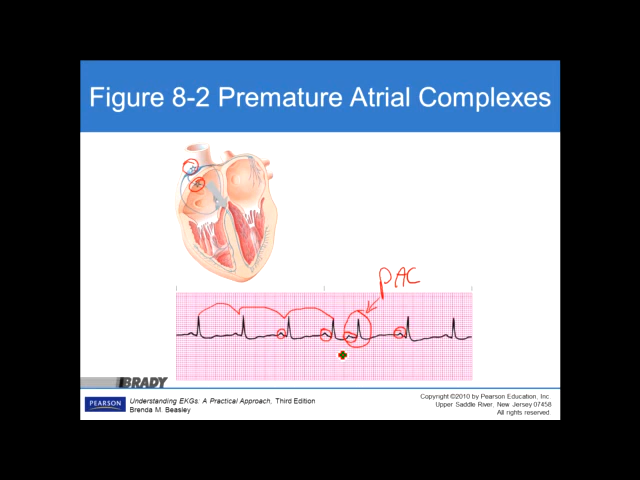 Figure 8-2 Premature Atrial Complexes
PAC
BRADY
PEARSON
Understanding EKGs: A Practical Approach, Third Edition
Brenda M. Beasley
Copyright ©2010 by Pearson Education, Inc.
Upper Saddle River, New Jersey 07458
All rights reserved.